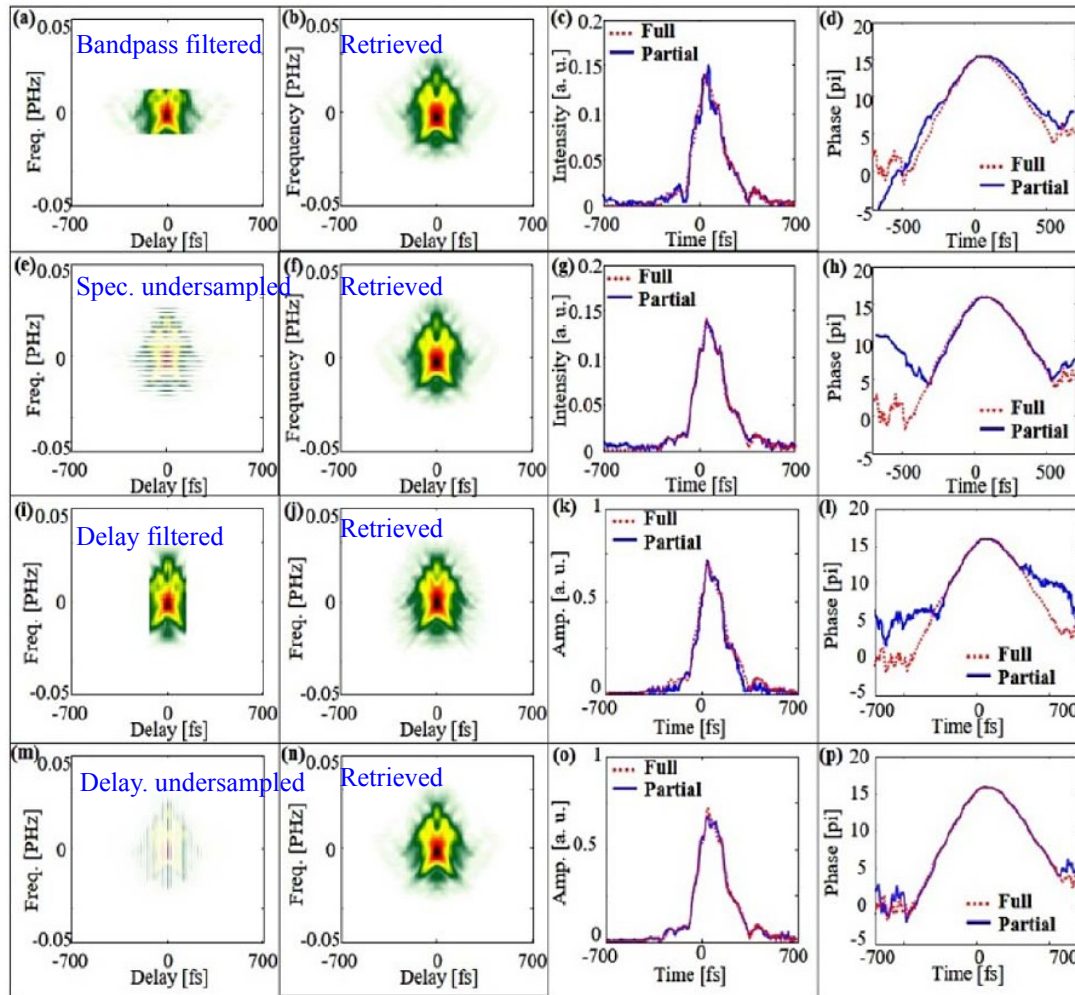 (a) 0.05 Bandpass filtered 0 -0.05 Freq. [PHz] -700 0 700 Delay [fs]
(b) 0.05 Retrieved 0 -0.05 Frequency [PHz] -700 0 700 Delay [fs]
(c) 0.2 0.15 0.1 0.05 0 Intensity [a. u.] Full Partial -700 0 700 Time [fs]
(d) 20 15 10 5 0 -5 Phase [pi] Full Partial -500 0 500 Time [fs]
(e) 0.05 Spec. undersampled 0 -0.05 Freq. [PHz] -700 0 700 Delay [fs]
(f) 0.05 Retrieved 0 -0.05 Frequency [PHz] -700 0 700 Delay [fs]
(g) 0.2 0.15 0.1 0.05 0 Intensity [a. u.] Full Partial -700 0 700 Time [fs]
(h) 20 15 10 5 0 -5 Phase [pi] Full Partial -500 0 500 Time [fs]
(i) 0.05 Delay filtered 0 -0.05 Freq. [PHz] -700 0 700 Delay [fs]
(j) 0.05 Retrieved 0 -0.05 Freq. [PHz] -700 0 700 Delay [fs]
(k) 1 0.5 0 Amp. [a. u.] Full Partial -700 0 700 Time [fs]
(l) 20 15 10 5 0 -5 Phase [pi] Full Partial -700 0 700 Time [fs]
(m) 0.05 Delay. undersampled 0 -0.05 Freq. [PHz] -700 0 700 Delay [fs]
(n) 0.05 Retrieved 0 -0.05 Freq. [PHz] -700 0 700 Delay [fs]
(o) 1 0.5 0 Amp. [a. u.] Full Partial -700 0 700 Time [fs]
(p) 20 15 10 5 0 -5 Phase [pi] Full Partial -700 0 700 Time [fs]